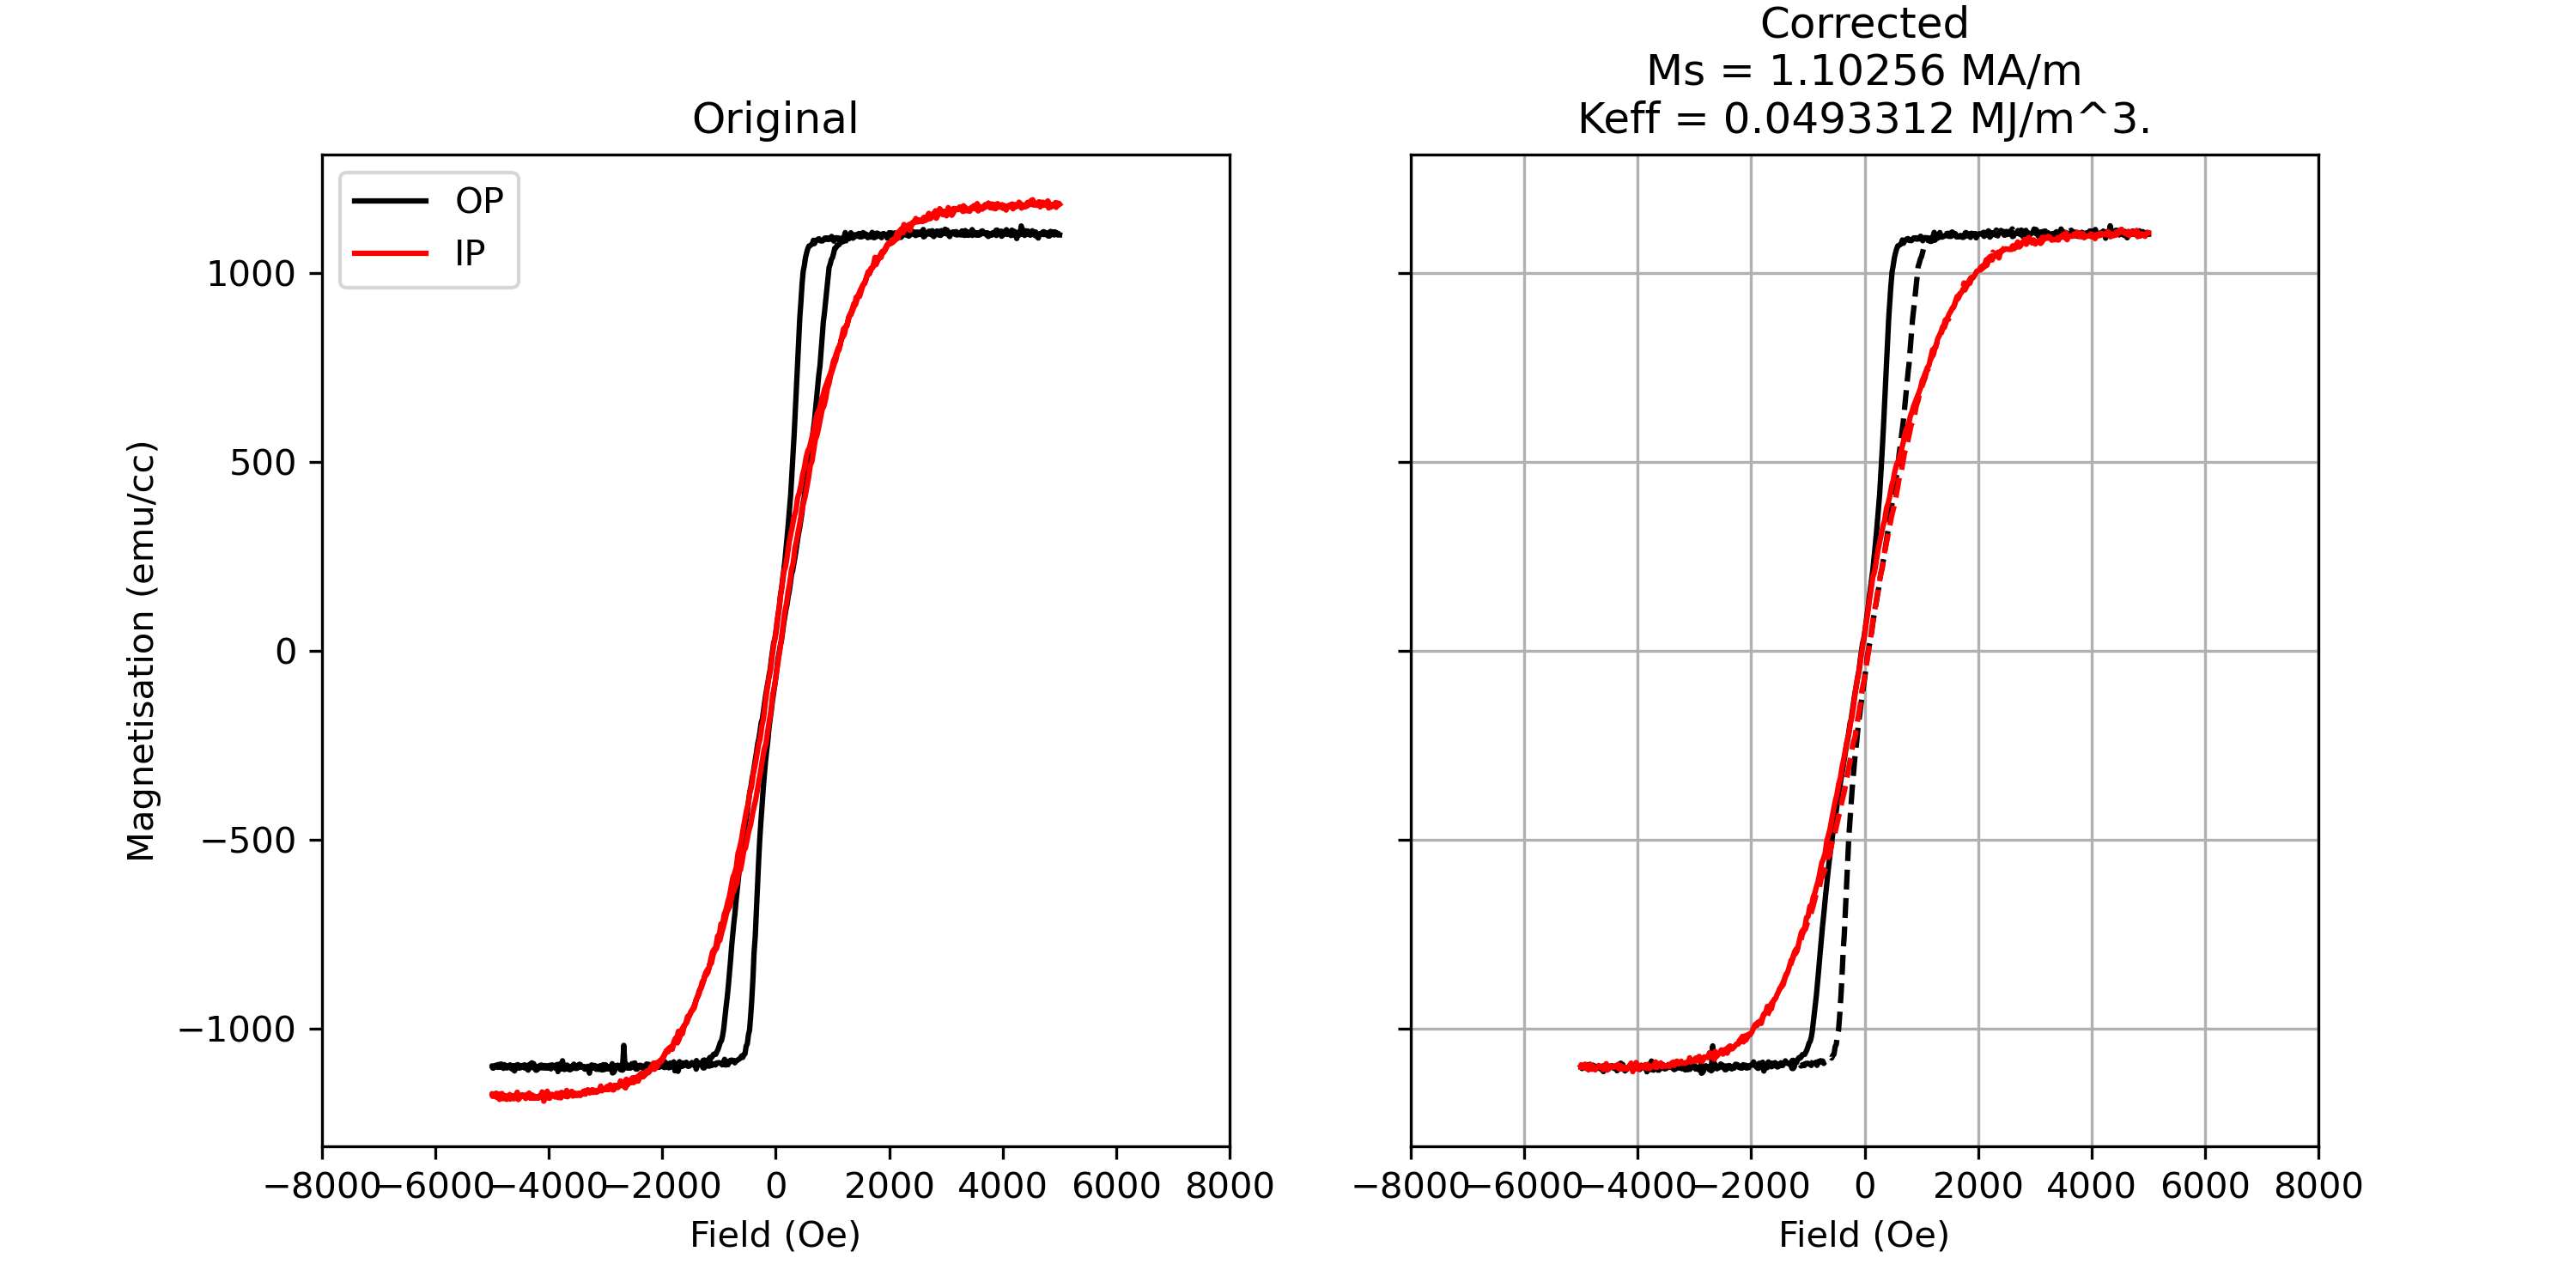 Original
OP
IP
1000
500
0
−500
−1000
Magnetisation (emu/cc)
−8000 −6000 −4000 −2000 0 2000 4000 6000 8000
Field (Oe)
Corrected
Ms = 1.10256 MA/m
Keff = 0.0493312 MJ/m^3.
−8000 −6000 −4000 −2000 0 2000 4000 6000 8000
Field (Oe)